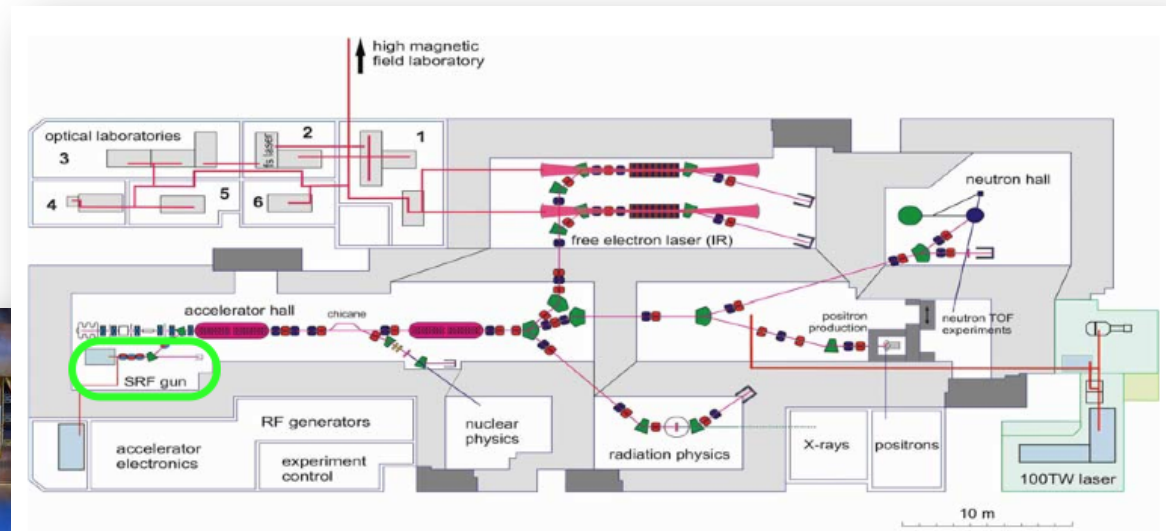 high magnetic
field laboratory
optical laboratories
3
2
1
fs laser
4
5
6
neutron hall
free electron laser (IR)
accelerator hall
chicane
positron
production
neutron TOF
experiments
SRF gun
RF generators
nuclear
physics
accelerator
electronics
experiment
control
radiation physics
X-rays
positrons
100TW laser
10 m